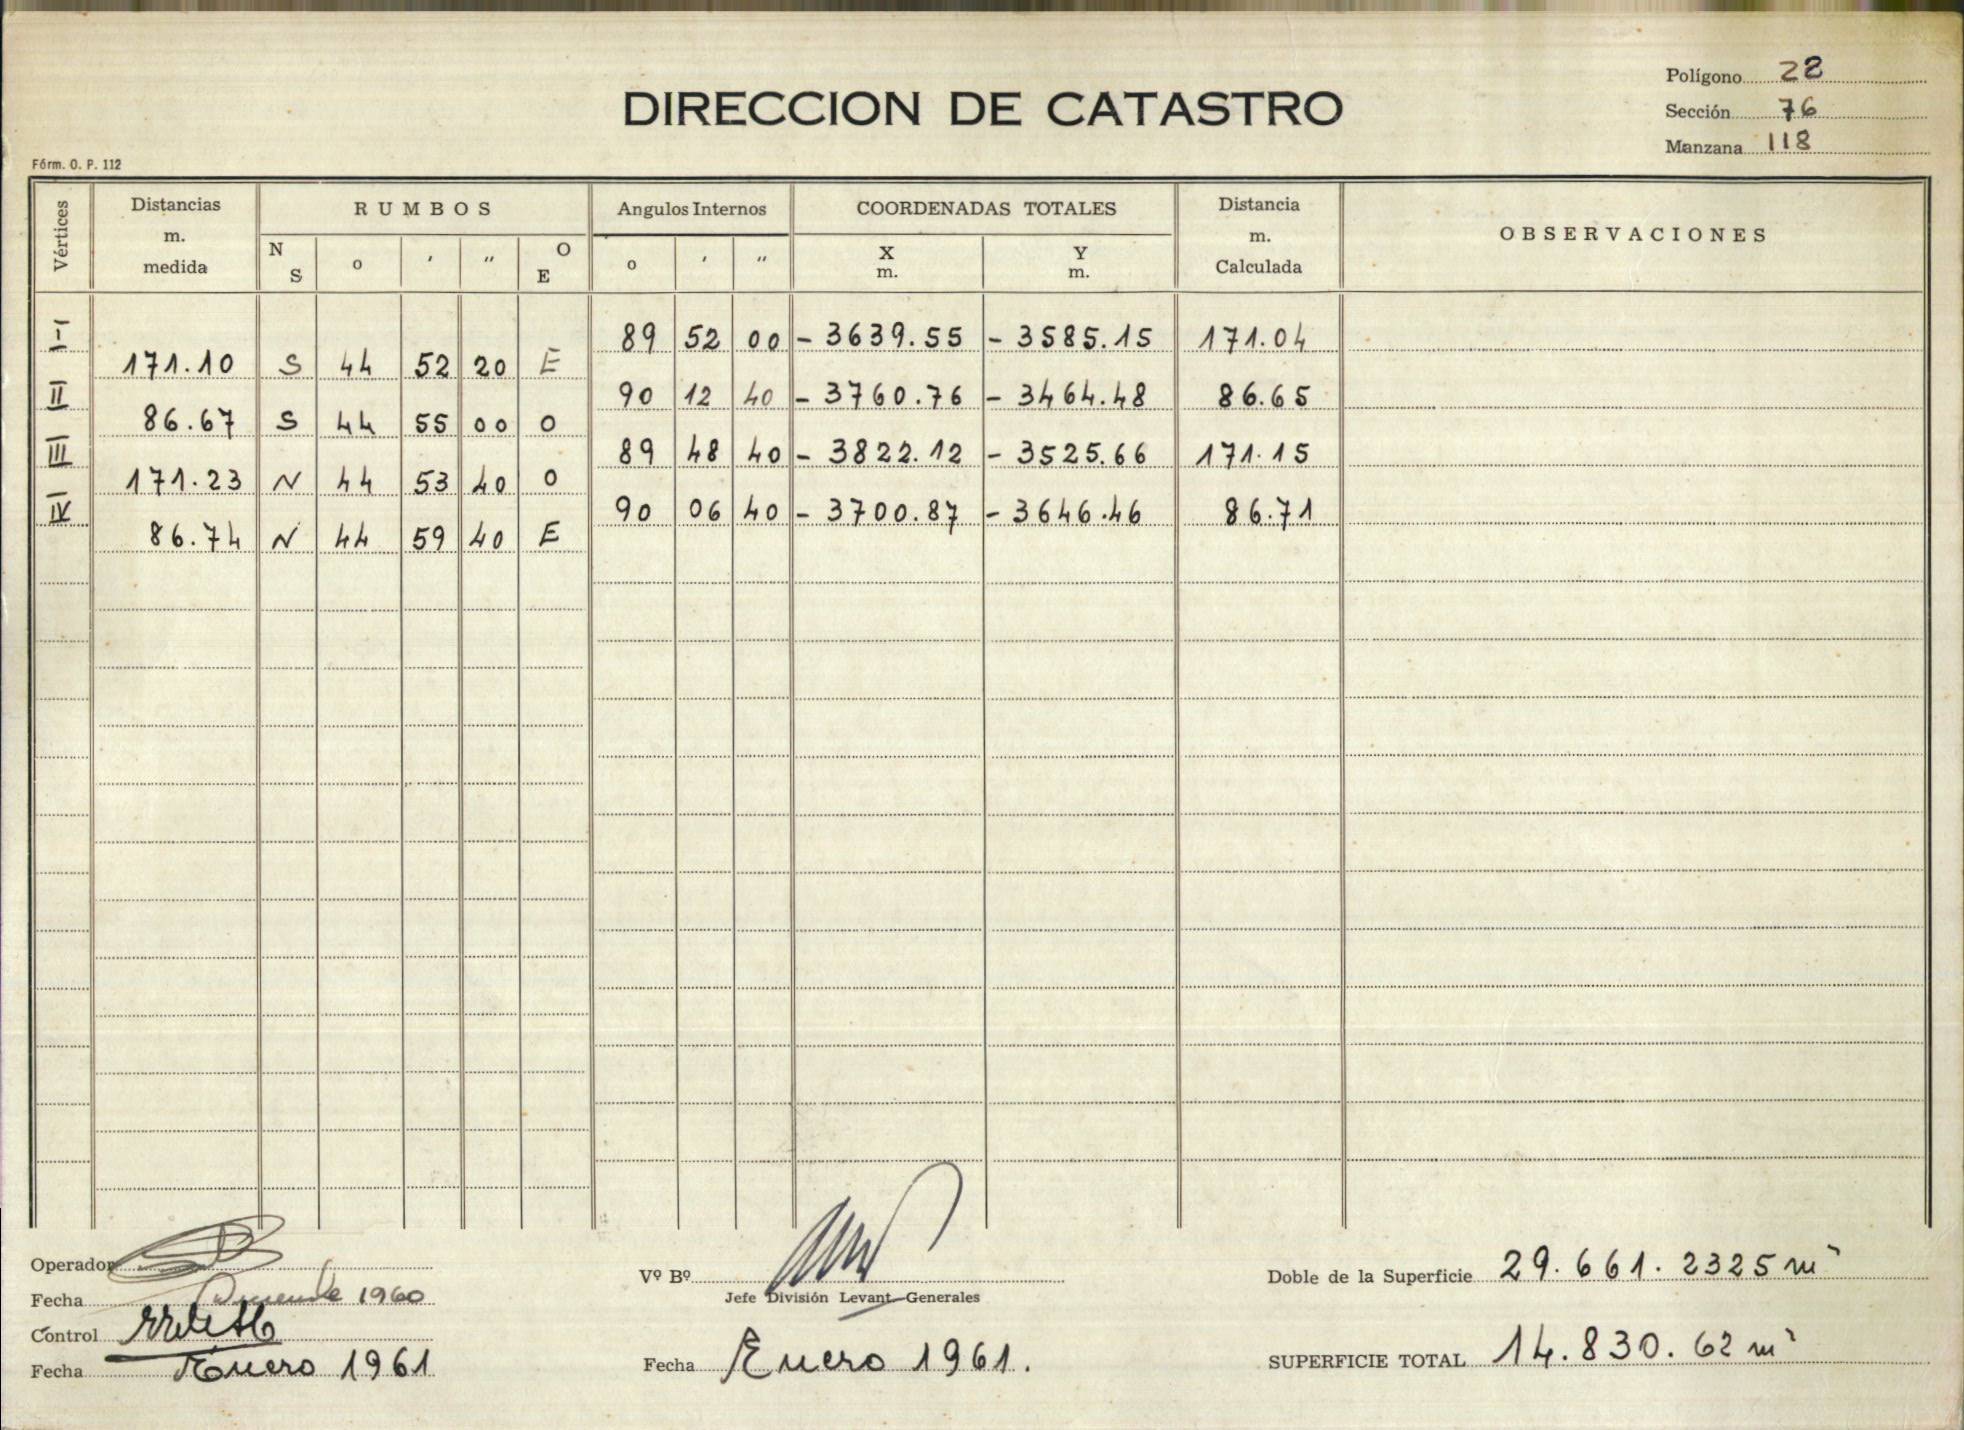 Polígono 22
DIRECCION DE CATASTRO
Sección 76
Manzana 118
Fórm. O. P. 112
Vértices Distancias m. medida RUMBOS Angulos Internos COORDENADAS TOTALES Distancia m. Calculada OBSERVACIONES
N S o ′ ″ O E o ′ ″ X m. Y m.
I 89 52 00 - 3639.55 - 3585.15 171.04
171.10 S 44 52 20 E
II 90 12 40 - 3760.76 - 3464.48 86.65
86.67 S 44 55 00 O
III 89 48 40 - 3822.12 - 3525.66 171.15
171.23 N 44 53 40 O
IV 90 06 40 - 3700.87 - 3646.46 86.71
86.74 N 44 59 40 E
Operador
Vº Bº
Doble de la Superficie 29.661.2325 m²
Fecha 1960
Jefe División Levant. Generales
Control
Fecha Enero 1961
Fecha Enero 1961.
SUPERFICIE TOTAL 14.830.62 m²